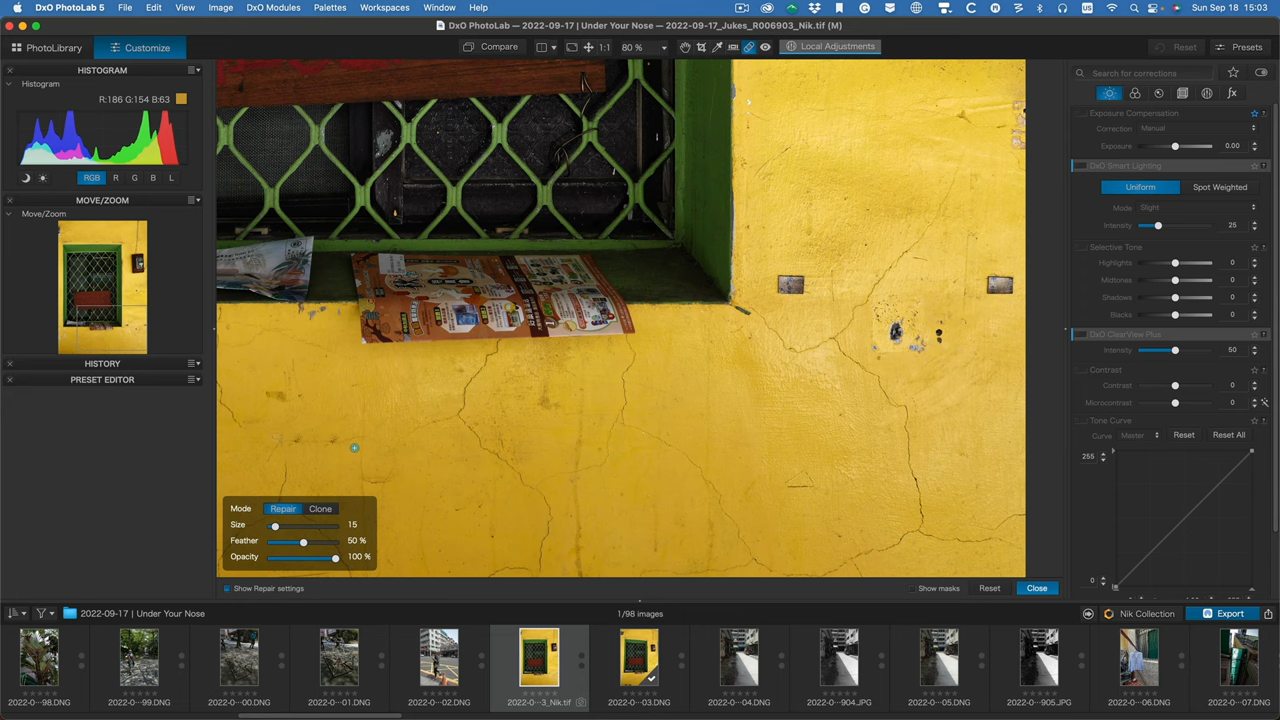 DxO PhotoLab 5 File Edit View Image DxO Modules Palettes Workspaces Window Help Sun Sep 18 15:03
DxO PhotoLab — 2022-09-17 | Under Your Nose — 2022-09-17_Jukes_R006903_Nik.tif (M)
PhotoLibrary Customize Compare 1:1 80 % Local Adjustments Reset Presets
HISTOGRAM
Histogram
R:186 G:154 B:63
RGB R G B L
MOVE/ZOOM
Move/Zoom
HISTORY
PRESET EDITOR
Mode Repair Clone
Size 15
Feather 50 %
Opacity 100 %
Show Repair settings Show masks Reset Close
Search for corrections
fx
Exposure Compensation
Correction Manual
Exposure 0.00
DxO Smart Lighting
Uniform Spot Weighted
Mode Slight
Intensity 25
Selective Tone
Highlights 0
Midtones 0
Shadows 0
Blacks 0
DxO ClearView Plus
Intensity 50
Contrast
Contrast 0
Microcontrast 0
Tone Curve
Curve Master Reset Reset All
255
0
2022-09-17 | Under Your Nose 1/98 images Nik Collection Export
2022-0···98.DNG 2022-0···99.DNG 2022-0···00.DNG 2022-0···01.DNG 2022-0···02.DNG 2022-0···3_Nik.tif 2022-0···03.DNG 2022-0···04.DNG 2022-0···904.JPG 2022-0···05.DNG 2022-0···905.JPG 2022-0···06.DNG 2022-0···07.DNG